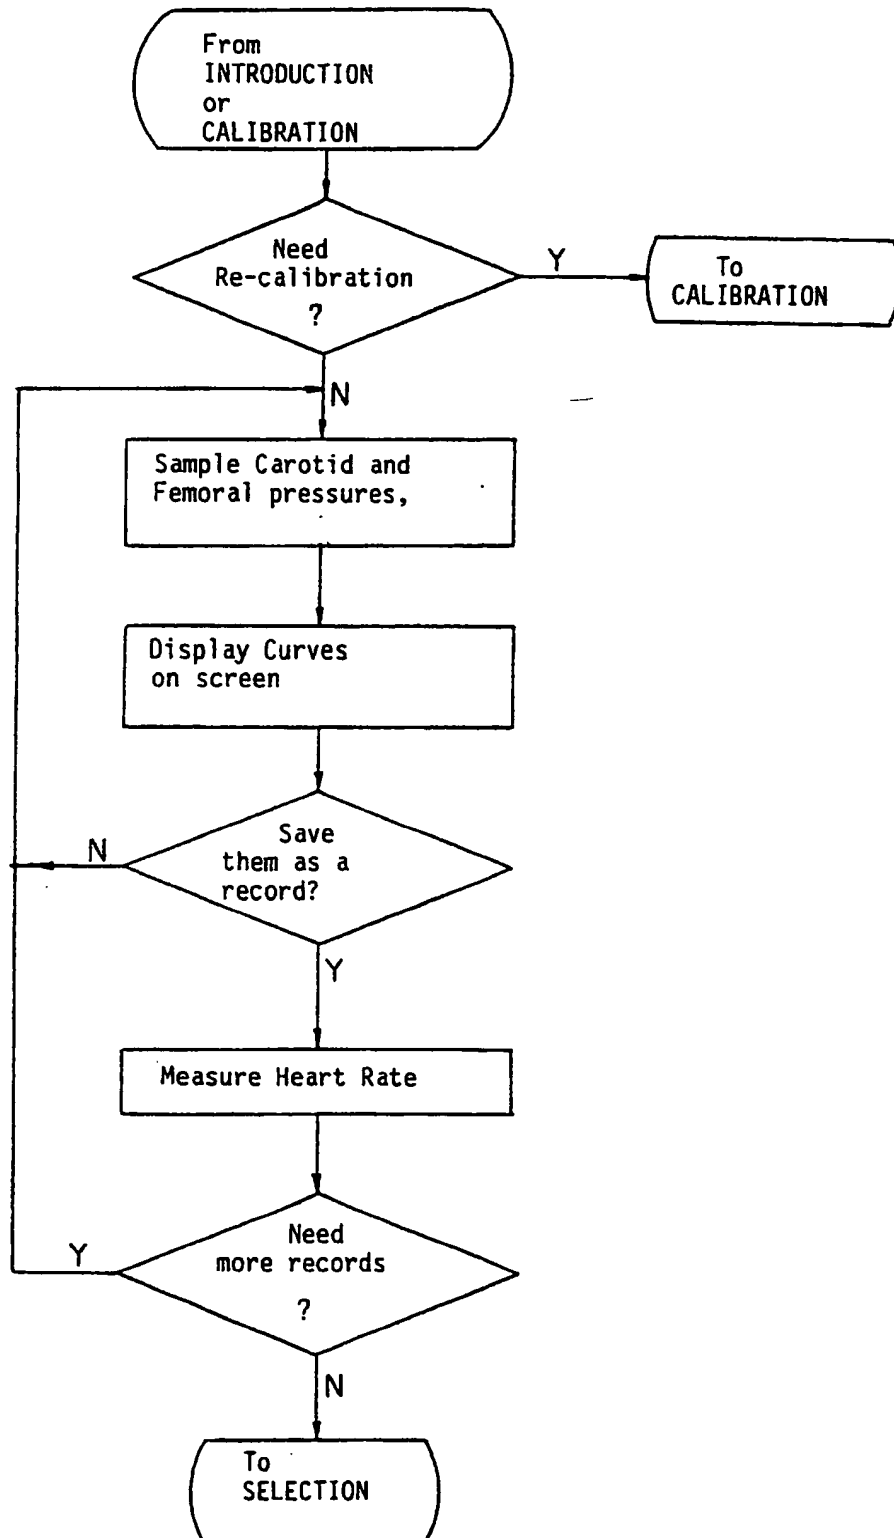 From
INTRODUCTION
or
CALIBRATION
Need
Re-calibration
?
Y
To
CALIBRATION
N
Sample Carotid and
Femoral pressures,
Display Curves
on screen
Save
them as a
record?
N
Y
Measure Heart Rate
Need
more records
?
Y
N
To
SELECTION